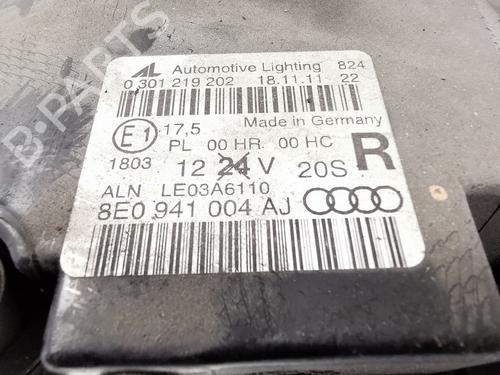 AL Automotive Lighting 824
0 301 219 202 18.11.11 22
E1 17,5 Made in Germany
PL 00 HR. 00 HC R
1803 12 24 V 20S
ALN LE03A6110
8E0 941 004 AJ
B-PARTS